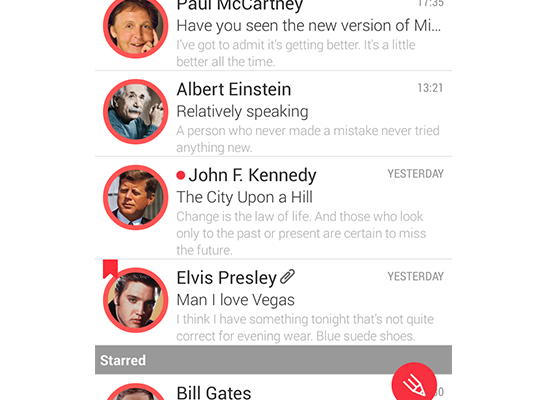 Paul McCartney 17:35
Have you seen the new version of Mi...
I've got to admit it's getting better. It's a little
better all the time.
Albert Einstein 13:21
Relatively speaking
A person who never made a mistake never tried
anything new.
John F. Kennedy YESTERDAY
The City Upon a Hill
Change is the law of life. And those who look
only to the past or present are certain to miss
the future.
Elvis Presley YESTERDAY
Man I love Vegas
I think I have something tonight that's not quite
correct for evening wear. Blue suede shoes.
Starred
Bill Gates